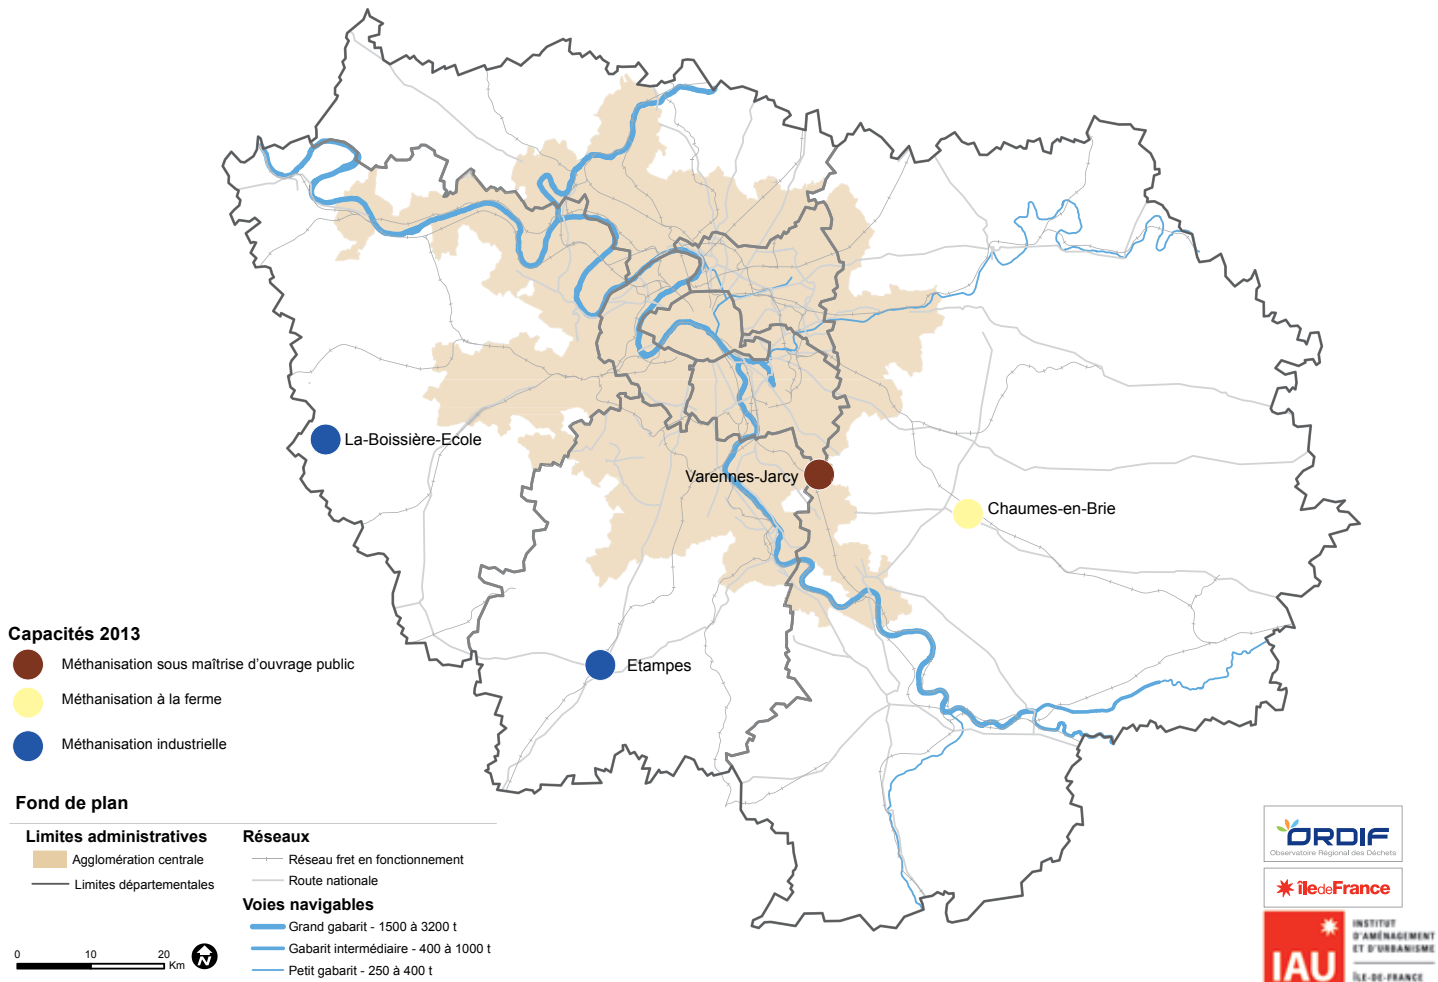 La-Boissière-Ecole
Varennes-Jarcy
Chaumes-en-Brie
Etampes
Capacités 2013
Méthanisation sous maîtrise d'ouvrage public
Méthanisation à la ferme
Méthanisation industrielle
Fond de plan
Limites administratives
Agglomération centrale
Limites départementales
Réseaux
Réseau fret en fonctionnement
Route nationale
Voies navigables
Grand gabarit - 1500 à 3200 t
Gabarit intermédiaire - 400 à 1000 t
Petit gabarit - 250 à 400 t
0 10 20
Km
ORDIF
Observatoire Régional des Déchets
îledeFrance
IAU
INSTITUT
D'AMÉNAGEMENT
ET D'URBANISME
ÎLE-DE-FRANCE